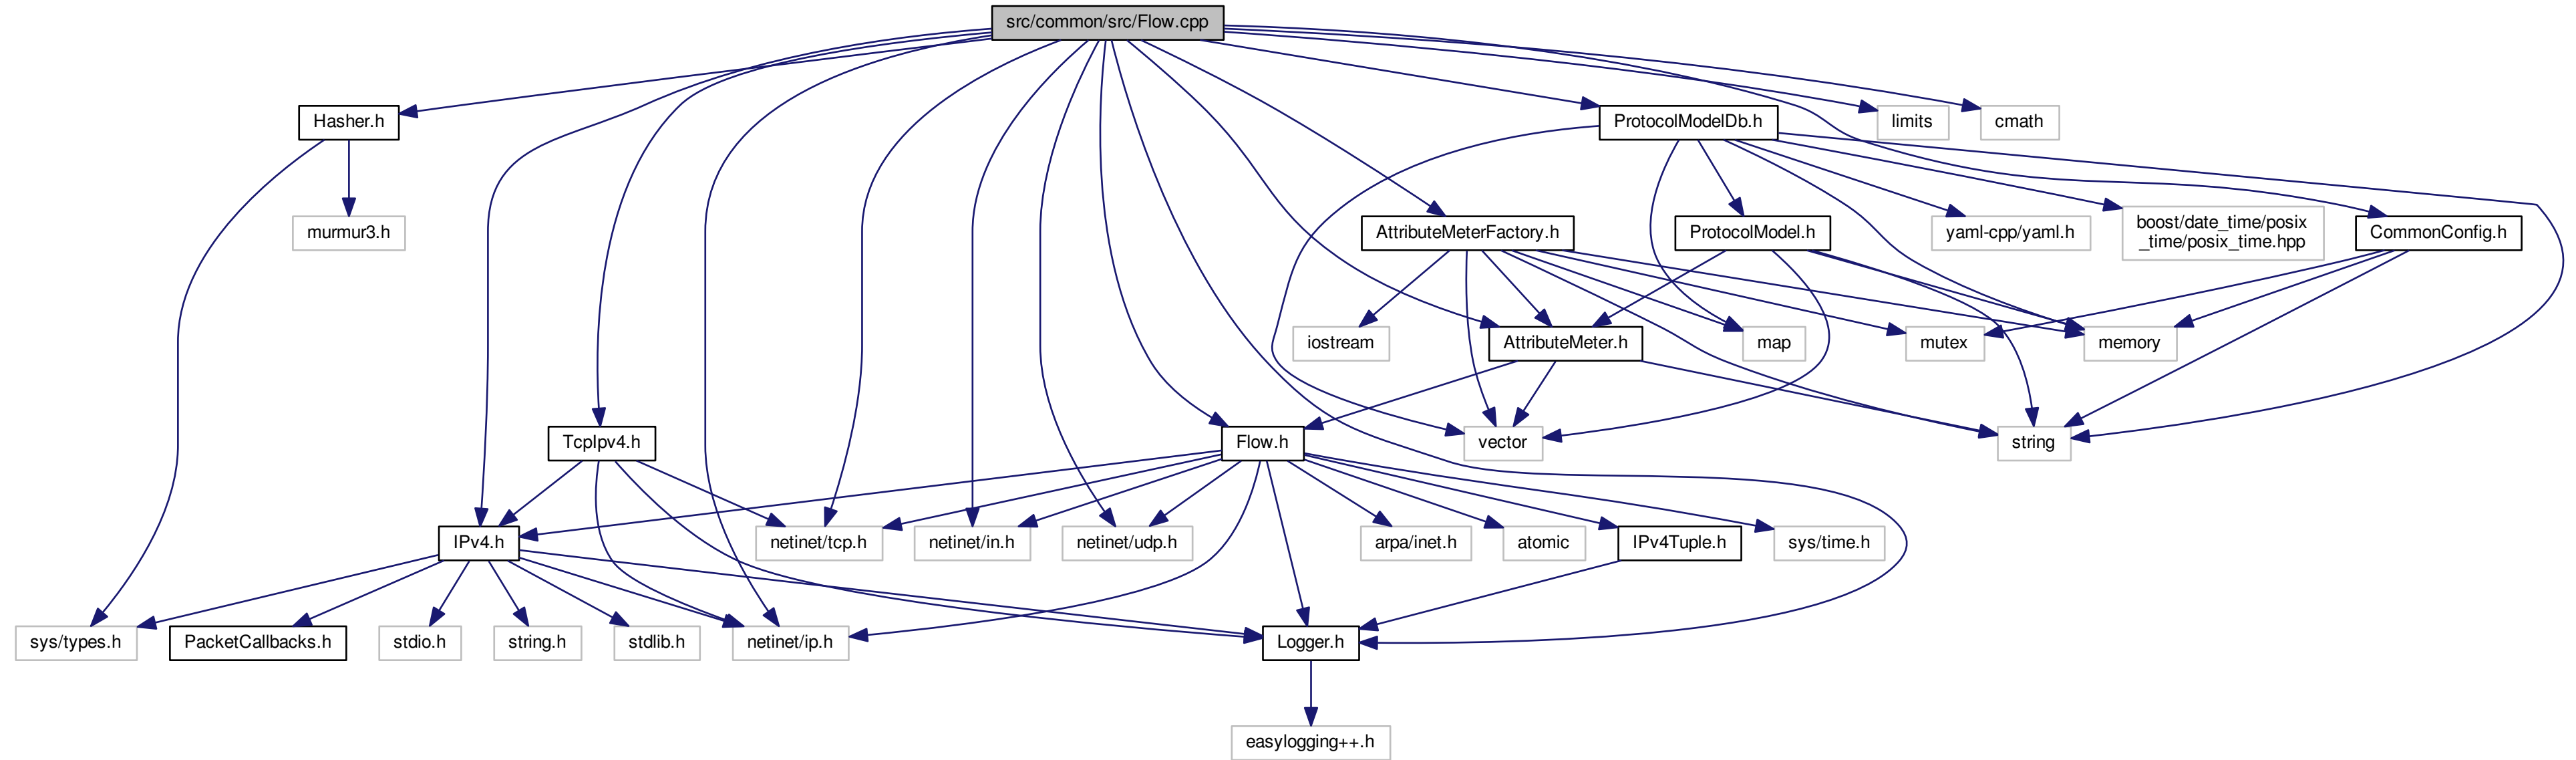 src/common/src/Flow.cpp
Hasher.h
ProtocolModelDb.h
limits
cmath
murmur3.h
AttributeMeterFactory.h
ProtocolModel.h
yaml-cpp/yaml.h
boost/date_time/posix
_time/posix_time.hpp
CommonConfig.h
iostream
AttributeMeter.h
map
mutex
memory
TcpIpv4.h
Flow.h
vector
string
IPv4.h
netinet/tcp.h
netinet/in.h
netinet/udp.h
arpa/inet.h
atomic
IPv4Tuple.h
sys/time.h
sys/types.h
PacketCallbacks.h
stdio.h
string.h
stdlib.h
netinet/ip.h
Logger.h
easylogging++.h